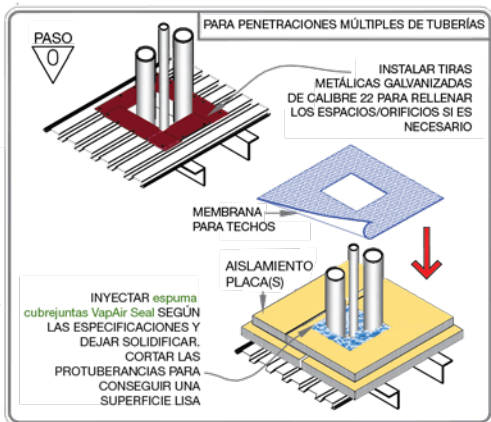 PARA PENETRACIONES MÚLTIPLES DE TUBERÍAS
PASO
0
INSTALAR TIRAS
METÁLICAS GALVANIZADAS
DE CALIBRE 22 PARA RELLENAR
LOS ESPACIOS/ORIFICIOS SI ES
NECESARIO
MEMBRANA
PARA TECHOS
AISLAMIENTO
PLACA(S)
INYECTAR espuma
cubrejuntas VapAir Seal SEGÚN
LAS ESPECIFICACIONES Y
DEJAR SOLIDIFICAR.
CORTAR LAS
PROTUBERANCIAS PARA
CONSEGUIR UNA
SUPERFICIE LISA